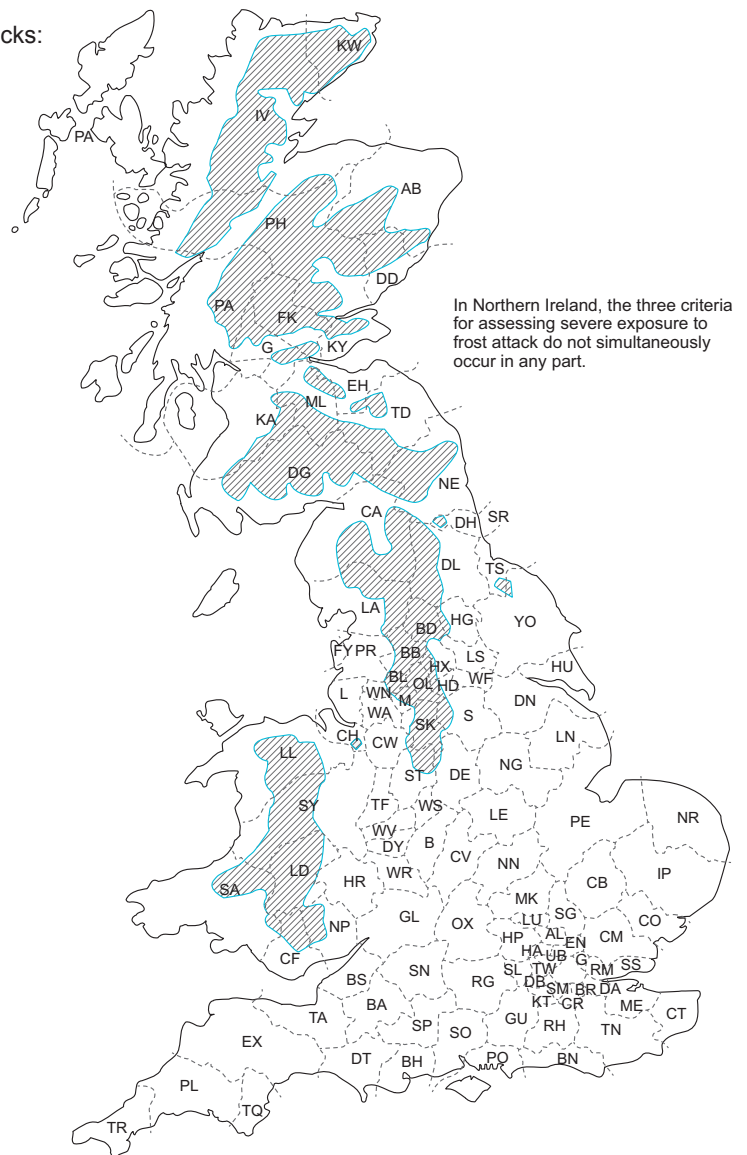 cks:
KW
IV
PA
AB
PH
DD
In Northern Ireland, the three criteria
for assessing severe exposure to
frost attack do not simultaneously
occur in any part.
PA
FK
G
KY
EH
ML
TD
KA
DG
NE
CA
DH
SR
DL
TS
LA
HG
YO
BD
FY
PR
BB
LS
HX
HU
BL
OL
HD
WF
L
WN
M
DN
WA
SK
S
CH
CW
LN
LL
ST
DE
NG
SY
TF
WS
LE
PE
NR
WV
DY
B
CV
LD
NN
IP
SA
HR
WR
CB
MK
NP
GL
OX
LU
SG
CO
HP
AL
EN
CM
CF
HA
UB
G
BS
SN
RG
SL
TW
RM
SS
DB
SM
BR
DA
KT
CR
ME
CT
TA
BA
SP
SO
GU
RH
TN
EX
DT
BH
PO
BN
PL
TQ
TR